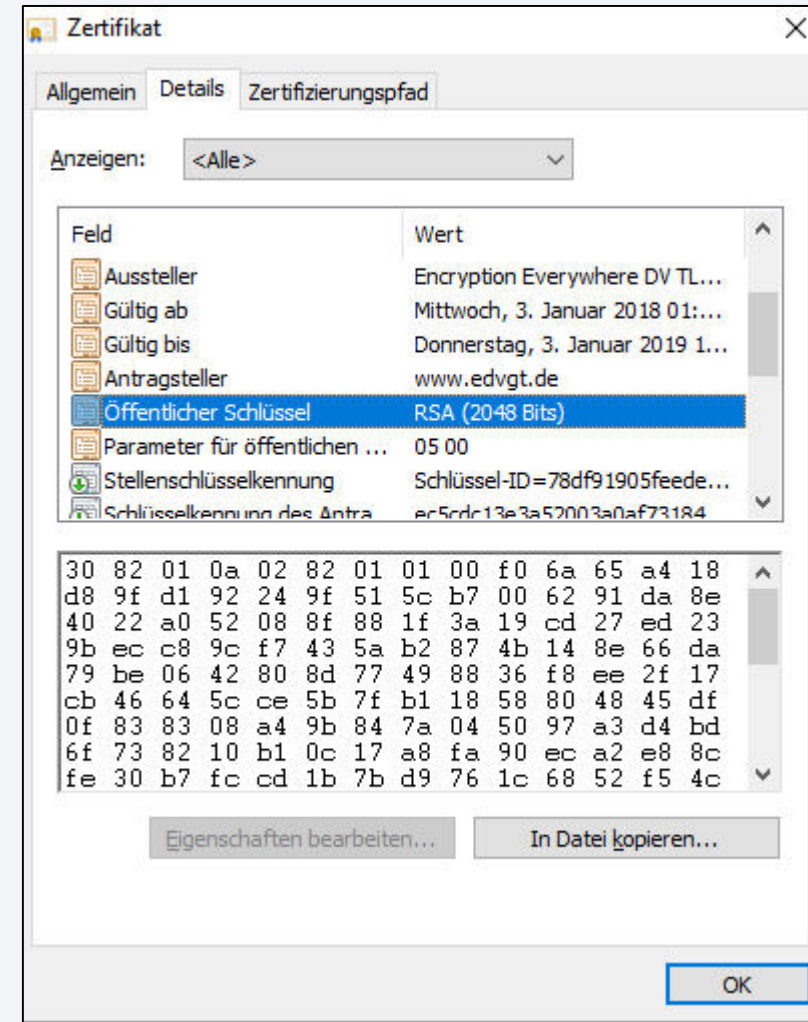 Zertifikat
Allgemein Details Zertifizierungspfad
Anzeigen: <Alle>
Feld Wert
Aussteller Encryption Everywhere DV TL...
Gültig ab Mittwoch, 3. Januar 2018 01:...
Gültig bis Donnerstag, 3. Januar 2019 1...
Antragsteller www.edvgt.de
Öffentlicher Schlüssel RSA (2048 Bits)
Parameter für öffentlichen ... 05 00
Stellenschlüsselkennung Schlüssel-ID=78df91905feede...
Schlüsselkennung des Antra ec5cdc13e3a52003a0af73184
30 82 01 0a 02 82 01 01 00 f0 6a 65 a4 18
d8 9f d1 92 24 9f 51 5c b7 00 62 91 da 8e
40 22 a0 52 08 8f 88 1f 3a 19 cd 27 ed 23
9b ec c8 9c f7 43 5a b2 87 4b 14 8e 66 da
79 be 06 42 80 8d 77 49 88 36 f8 ee 2f 17
cb 46 64 5c ce 5b 7f b1 18 58 80 48 45 df
0f 83 83 08 a4 9b 84 7a 04 50 97 a3 d4 bd
6f 73 82 10 b1 0c 17 a8 fa 90 ec a2 e8 8c
fe 30 b7 fc cd 1b 7b d9 76 1c 68 52 f5 4c
Eigenschaften bearbeiten... In Datei kopieren...
OK